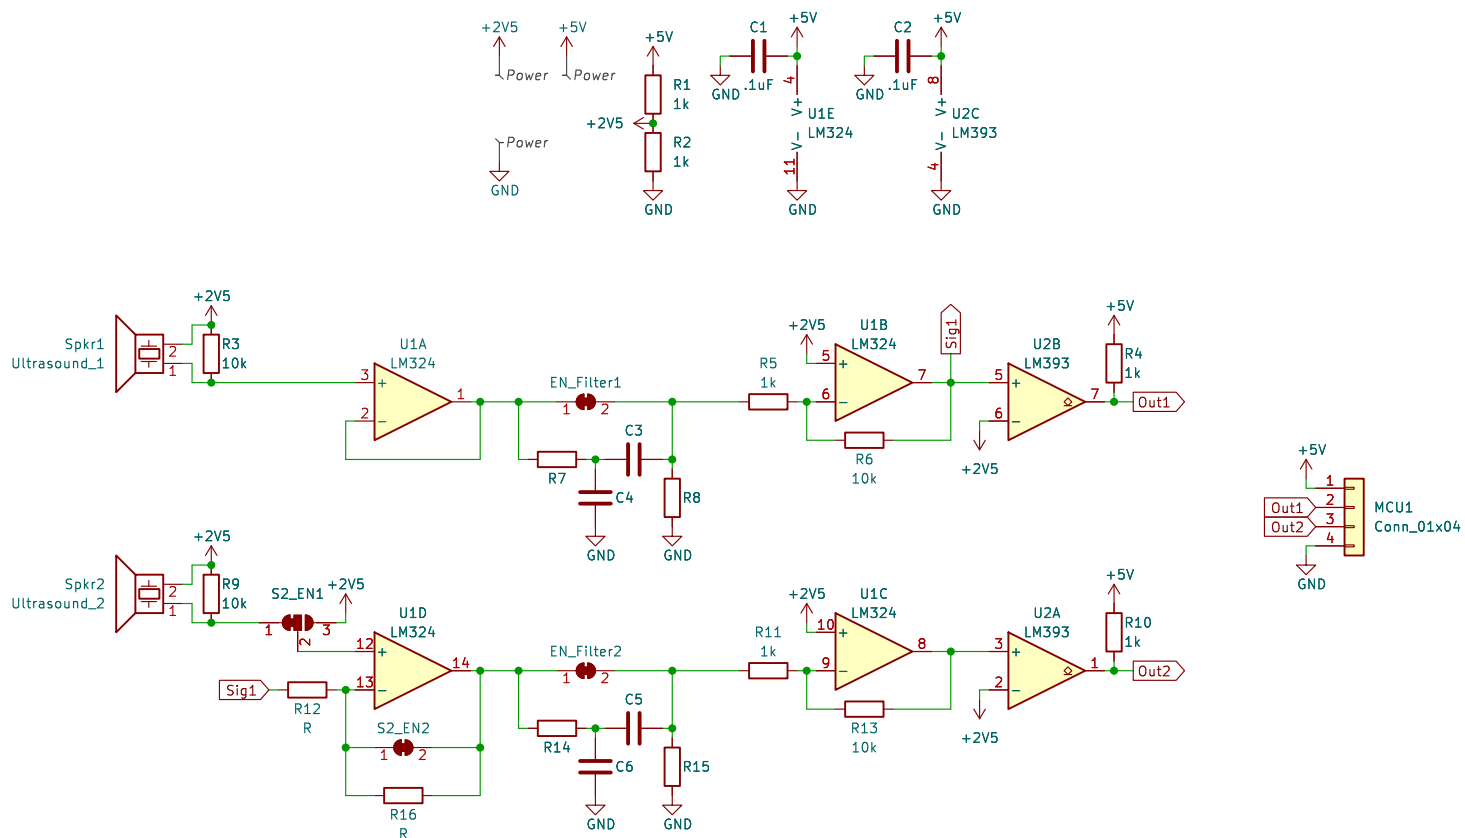 +2V5
Power
+5V
Power
Power
GND
+5V
R1
1k
+2V5
R2
1k
GND
C1
.1uF
GND
+5V
4
V+
U1E
LM324
V-
11
GND
C2
.1uF
GND
+5V
8
V+
U2C
LM393
V-
4
GND
Spkr1
Ultrasound_1
2
1
+2V5
R3
10k
U1A
LM324
3
+
2
-
1
EN_Filter1
1
2
R7
C3
C4
GND
R8
GND
R5
1k
+2V5
U1B
LM324
5
+
6
-
7
R6
10k
Sig1
U2B
LM393
5
+
6
-
7
+2V5
+5V
R4
1k
Out1
+5V
1
2
3
4
Out1
Out2
GND
MCU1
Conn_01x04
Spkr2
Ultrasound_2
2
1
+2V5
R9
10k
S2_EN1
1
2
3
+2V5
U1D
LM324
12
+
13
-
14
Sig1
R12
R
S2_EN2
1
2
R16
R
EN_Filter2
1
2
R14
C5
C6
GND
R15
GND
R11
1k
+2V5
U1C
LM324
10
+
9
-
8
R13
10k
U2A
LM393
3
+
2
-
1
+2V5
+5V
R10
1k
Out2